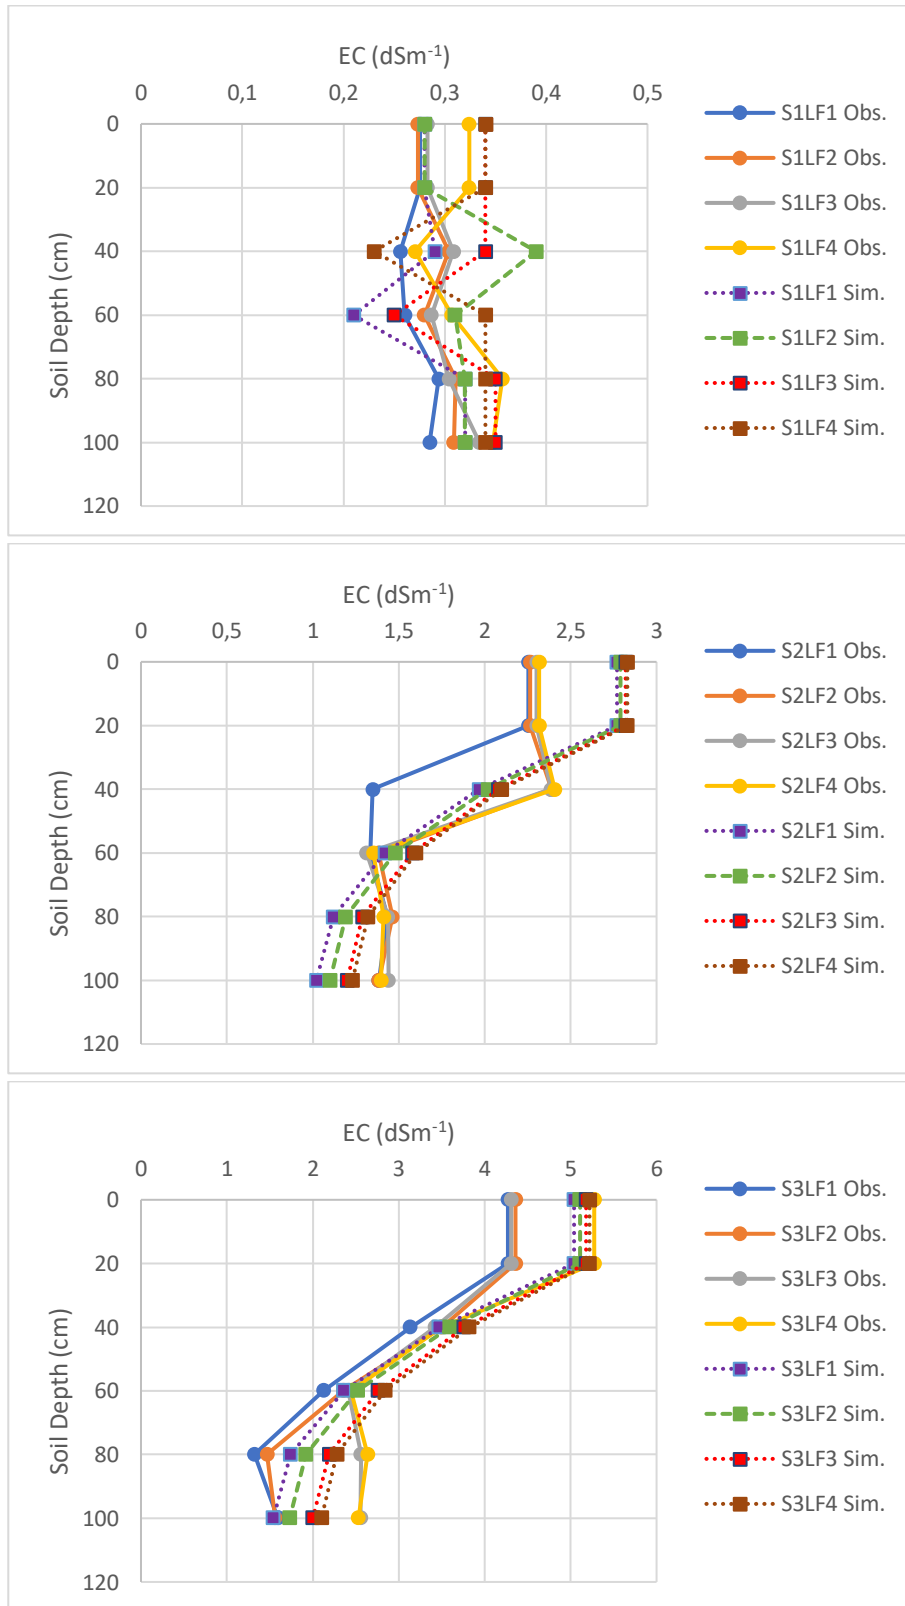 EC (dSm-1)
0 0,1 0,2 0,3 0,4 0,5
0
20
40
60
80
100
120
Soil Depth (cm)
S1LF1 Obs.
S1LF2 Obs.
S1LF3 Obs.
S1LF4 Obs.
S1LF1 Sim.
S1LF2 Sim.
S1LF3 Sim.
S1LF4 Sim.
EC (dSm-1)
0 0,5 1 1,5 2 2,5 3
0
20
40
60
80
100
120
Soil Depth (cm)
S2LF1 Obs.
S2LF2 Obs.
S2LF3 Obs.
S2LF4 Obs.
S2LF1 Sim.
S2LF2 Sim.
S2LF3 Sim.
S2LF4 Sim.
EC (dSm-1)
0 1 2 3 4 5 6
0
20
40
60
80
100
120
Soil Depth (cm)
S3LF1 Obs.
S3LF2 Obs.
S3LF3 Obs.
S3LF4 Obs.
S3LF1 Sim.
S3LF2 Sim.
S3LF3 Sim.
S3LF4 Sim.